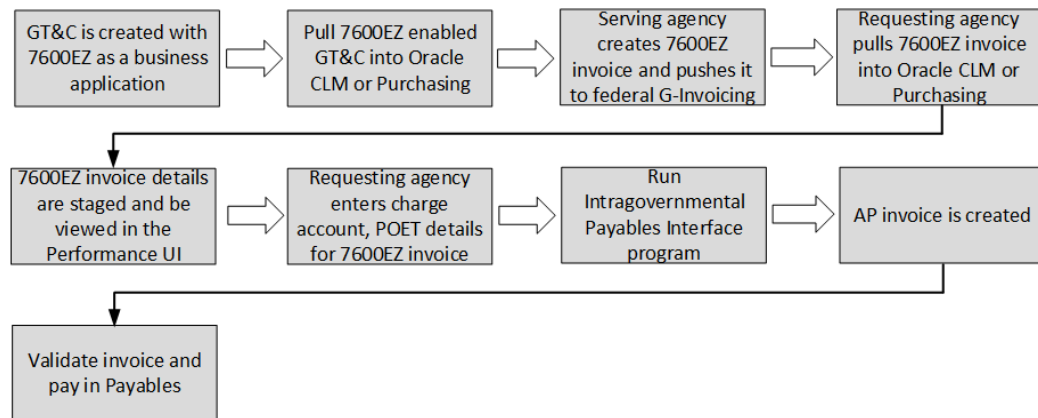 GT&C is created with
7600EZ as a business
application
Pull 7600EZ enabled
GT&C into Oracle
CLM or Purchasing
Serving agency
creates 7600EZ
invoice and pushes it
to federal G-Invoicing
Requesting agency
pulls 7600EZ invoice
into Oracle CLM or
Purchasing
7600EZ invoice details
are staged and be
viewed in the
Performance UI
Requesting agency
enters charge
account, POET details
for 7600EZ invoice
Run
Intragovernmental
Payables Interface
program
AP invoice is created
Validate invoice and
pay in Payables